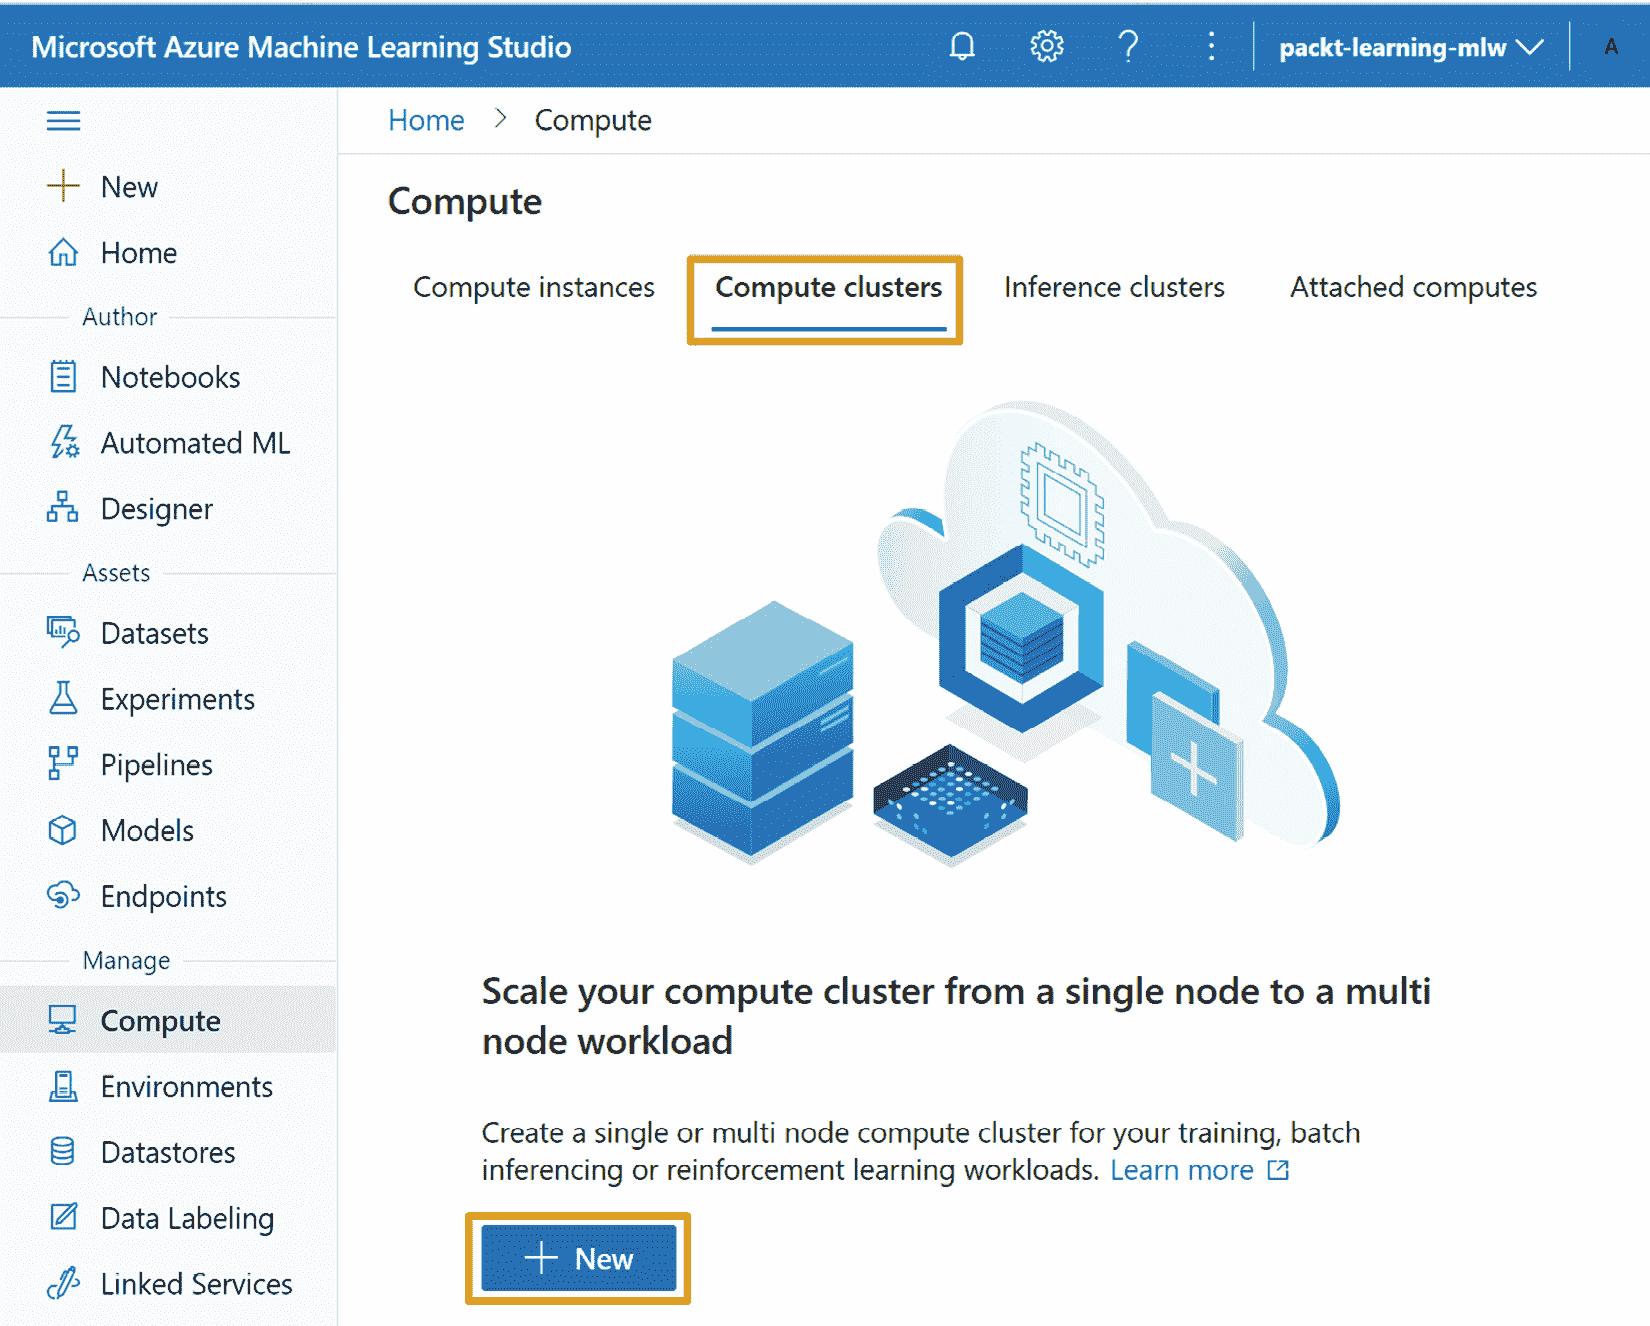 Microsoft Azure Machine Learning Studio
packt-learning-mlw
A
Home > Compute
New
Home
Author
Notebooks
Automated ML
Designer
Assets
Datasets
Experiments
Pipelines
Models
Endpoints
Manage
Compute
Environments
Datastores
Data Labeling
Linked Services
Compute
Compute instances
Compute clusters
Inference clusters
Attached computes
Scale your compute cluster from a single node to a multi
node workload
Create a single or multi node compute cluster for your training, batch
inferencing or reinforcement learning workloads. Learn more
New